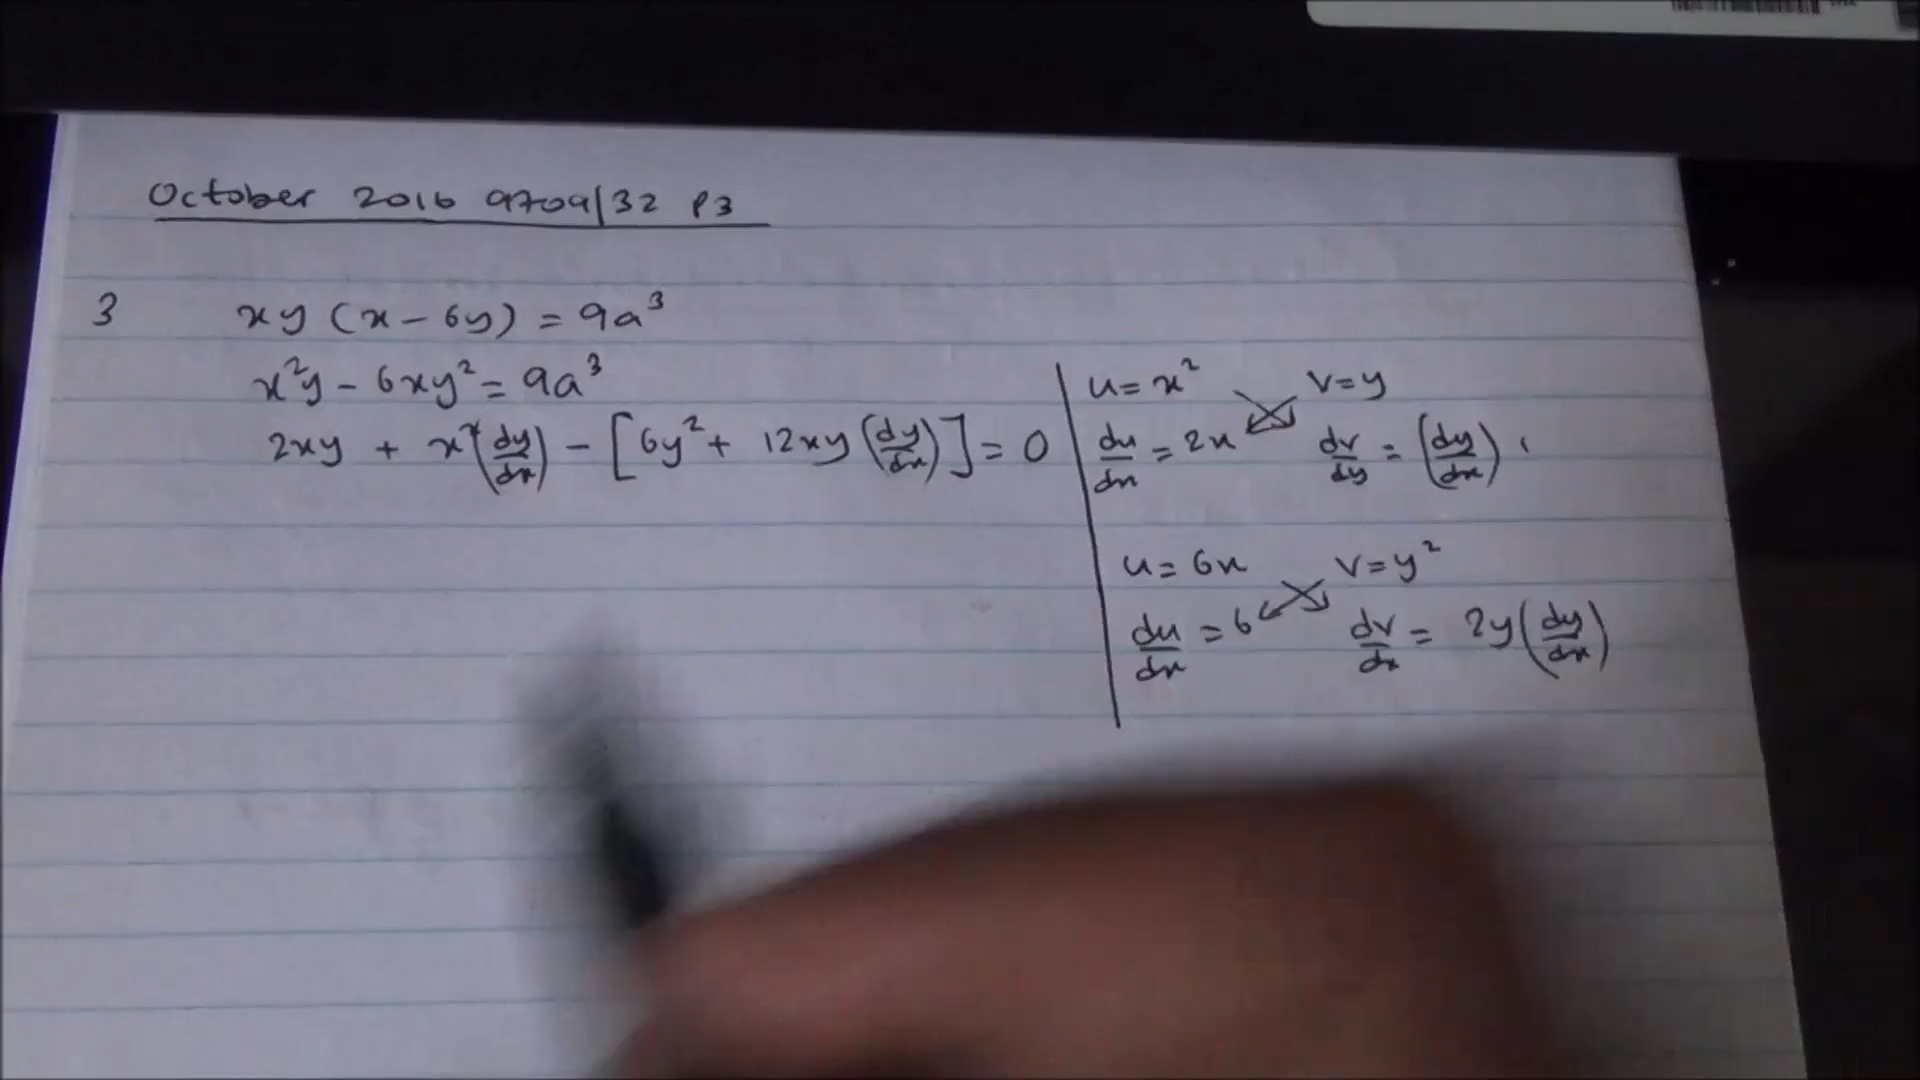 October 2016 9709/32 P3
3 xy (x - 6y) = 9a³
x²y - 6xy² = 9a³
2xy + x²(dy/dx) - [6y² + 12xy(dy/dx)] = 0
u = x² v = y
du/dx = 2x dv/dy = (dy/dx)
u = 6x v = y²
du/dx = 6 dv/dx = 2y(dy/dx)